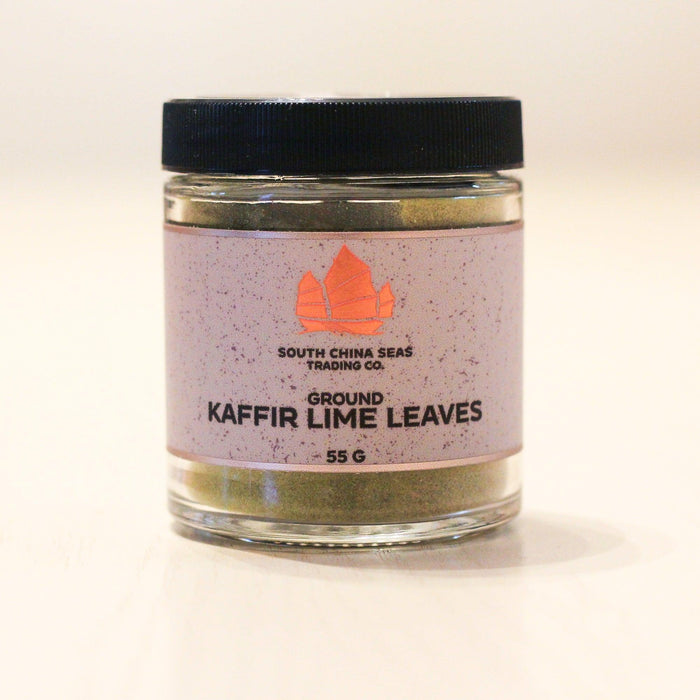 SOUTH CHINA SEAS
TRADING CO.
GROUND
KAFFIR LIME LEAVES
55 G